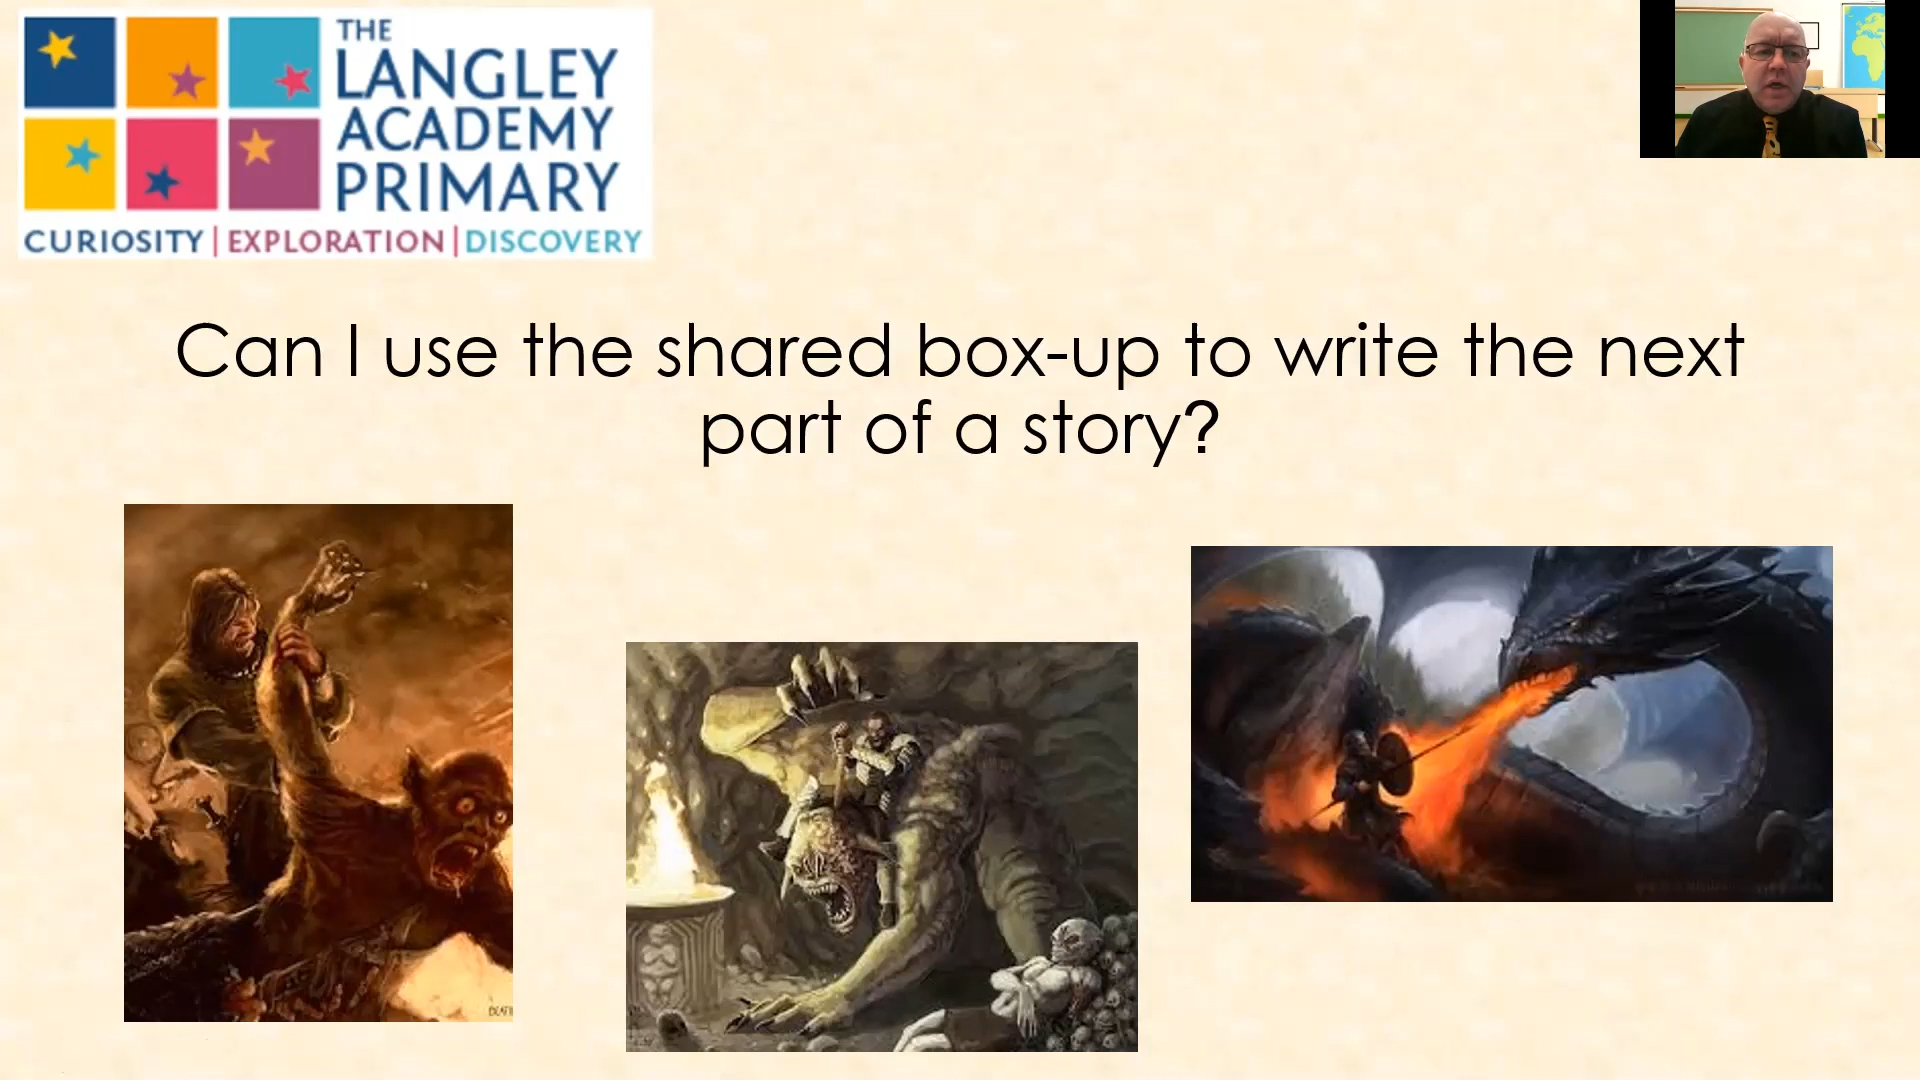 THE
LANGLEY
ACADEMY
PRIMARY
CURIOSITY | EXPLORATION | DISCOVERY
Can I use the shared box-up to write the next
part of a story?